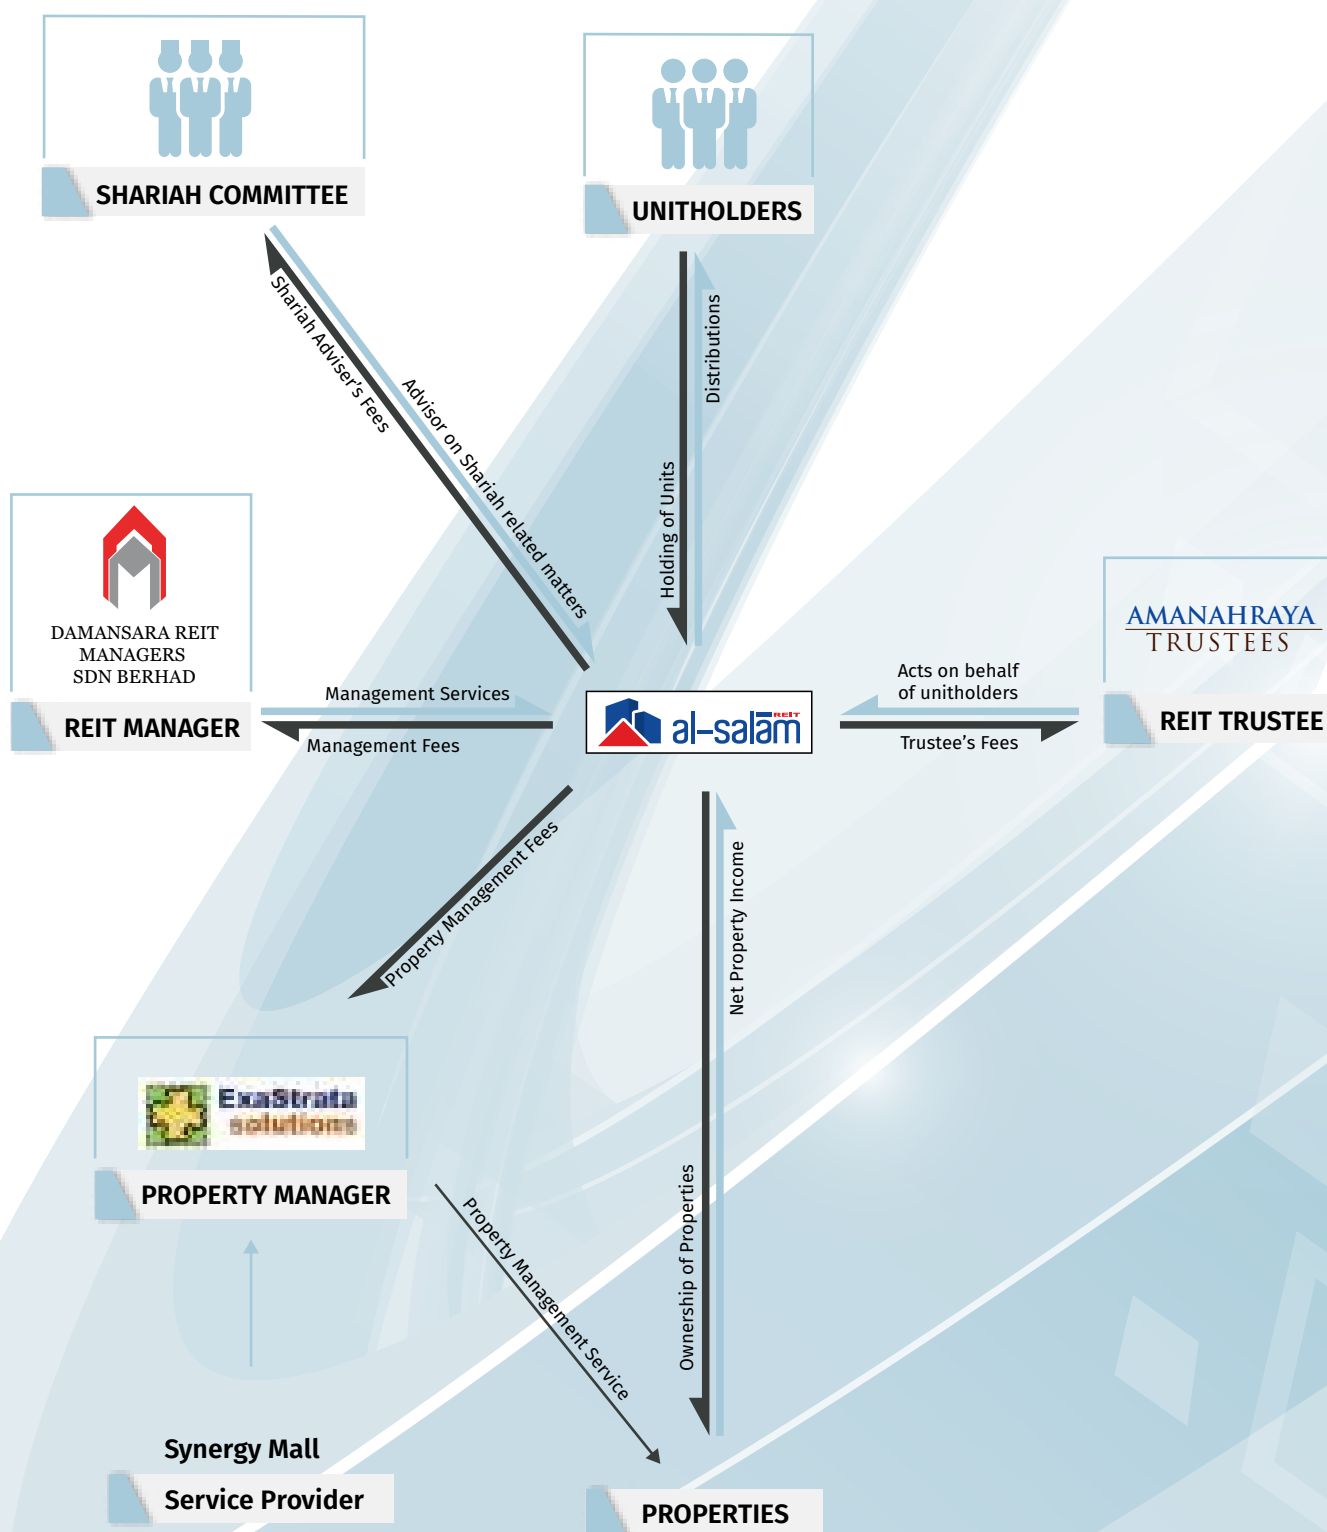 SHARIAH COMMITTEE
UNITHOLDERS
Shariah Adviser's Fees
Advisor on Shariah related matters
Distributions
Holding of Units
DAMANSARA REIT
MANAGERS
SDN BERHAD
REIT MANAGER
Management Services
Management Fees
REIT
al-salām
Acts on behalf
of unitholders
Trustee's Fees
AMANAHRAYA
TRUSTEES
REIT TRUSTEE
Property Management Fees
Net Property Income
ExaStrata
solutions
PROPERTY MANAGER
Property Management Service
Ownership of Properties
Synergy Mall
Service Provider
PROPERTIES